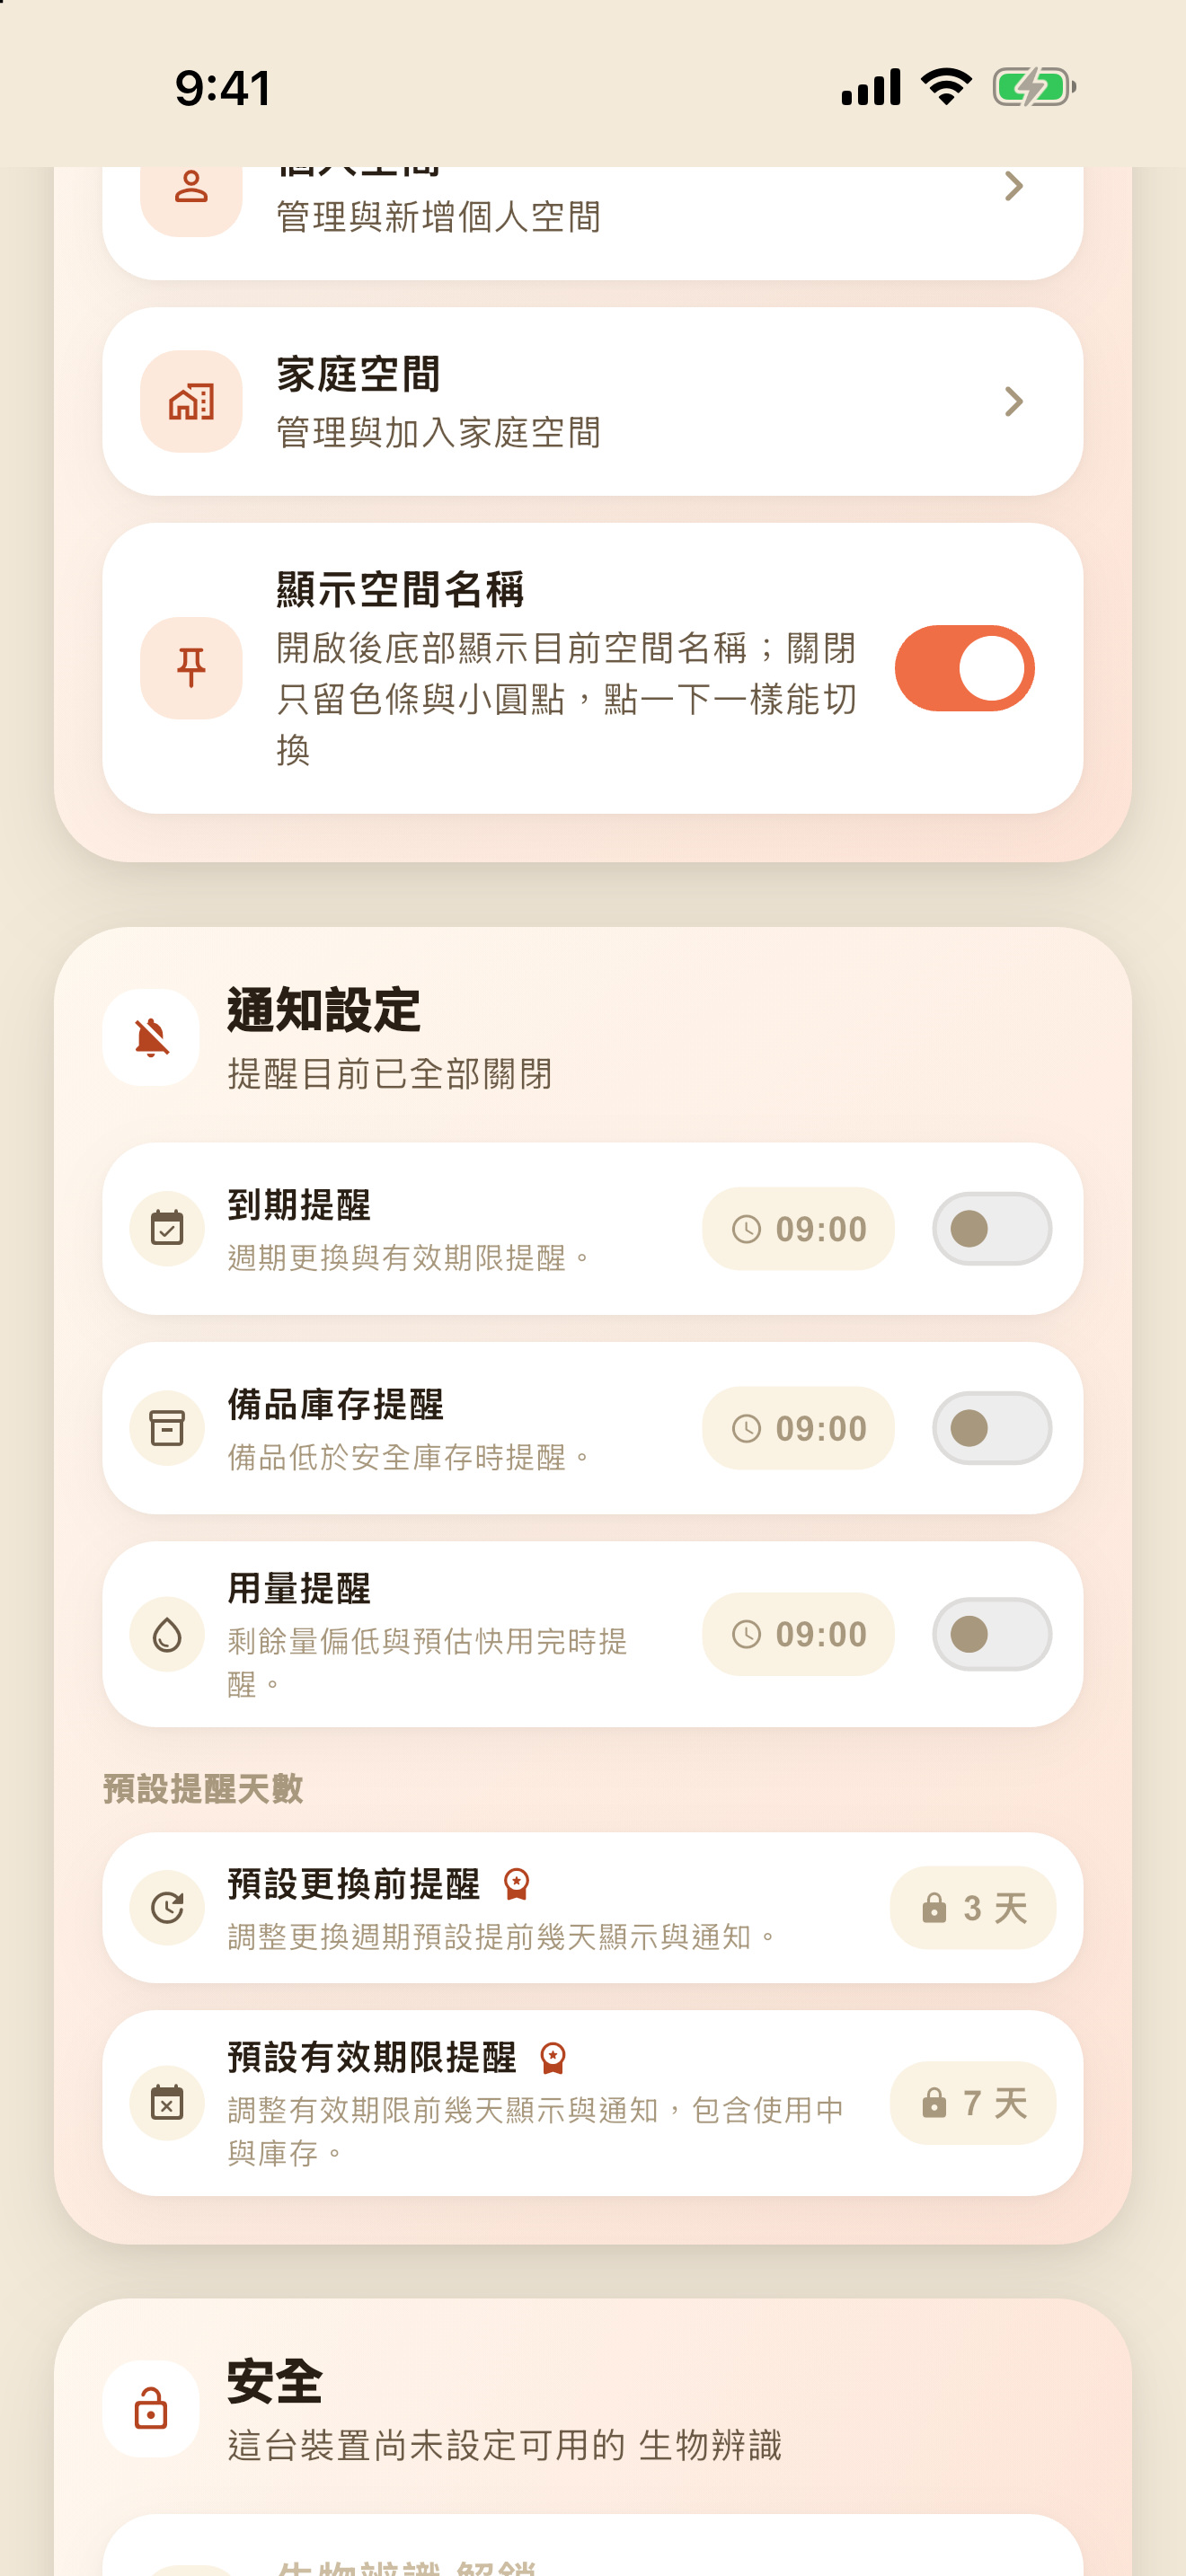 9:41
個人空間
管理與新增個人空間
家庭空間
管理與加入家庭空間
顯示空間名稱
開啟後底部顯示目前空間名稱；關閉
只留色條與小圓點，點一下一樣能切
換
通知設定
提醒目前已全部關閉
到期提醒
09:00
週期更換與有效期限提醒。
備品庫存提醒
09:00
備品低於安全庫存時提醒。
用量提醒
09:00
剩餘量偏低與預估快用完時提
醒。
預設提醒天數
預設更換前提醒
3 天
調整更換週期預設提前幾天顯示與通知。
預設有效期限提醒
7 天
調整有效期限前幾天顯示與通知，包含使用中
與庫存。
安全
這台裝置尚未設定可用的 生物辨識
生物辨識 解鎖